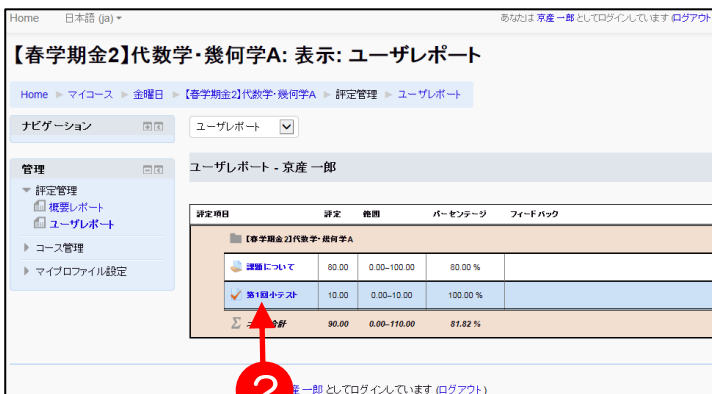 Home 日本語 (ja) あなたは 京産 一郎 としてログインしています (ログアウト
【春学期金2】代数学・幾何学A: 表示: ユーザレポート
Home ▶ マイコース ▶ 金曜日 ▶ 【春学期金2】代数学・幾何学A ▶ 評定管理 ▶ ユーザレポート
ナビゲーション
ユーザレポート
管理
評定管理
概要レポート
ユーザレポート
コース管理
マイプロファイル設定
ユーザレポート - 京産 一郎
評定項目 評定 範囲 パーセンテージ フィードバック
【春学期金2】代数学・幾何学A
課題について 80.00 0.00–100.00 80.00 %
第1回小テスト 10.00 0.00–10.00 100.00 %
Σ 合計 90.00 0.00–110.00 81.82 %
2
産 一郎 としてログインしています (ログアウト)